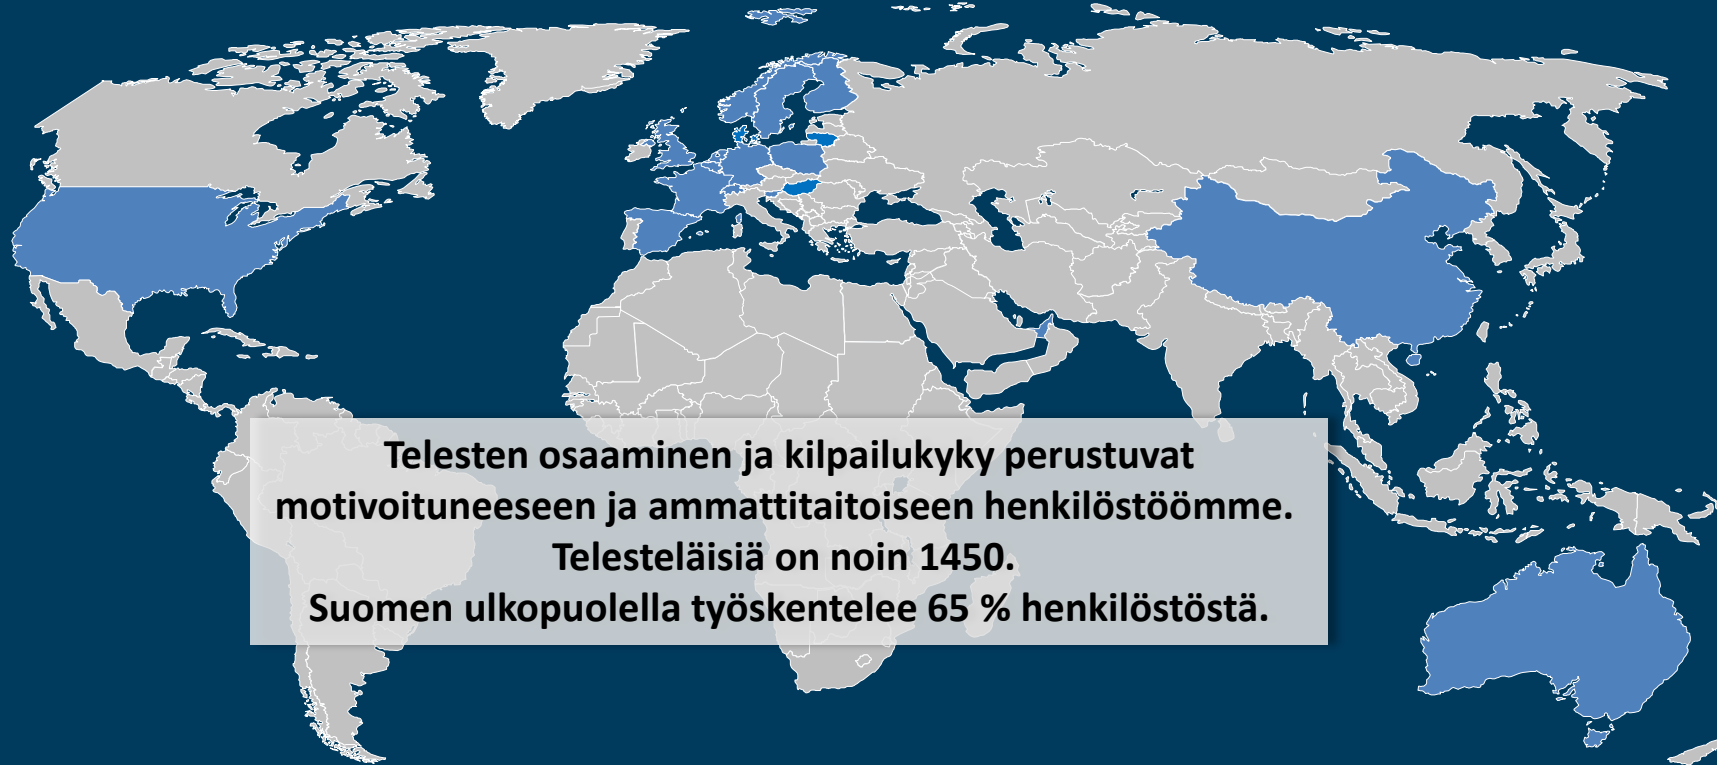 Telesten osaaminen ja kilpailukyky perustuvat
motivoituneeseen ja ammattitaitoiseen henkilöstöömme.
Telesteläisiä on noin 1450.
Suomen ulkopuolella työskentelee 65 % henkilöstöstä.